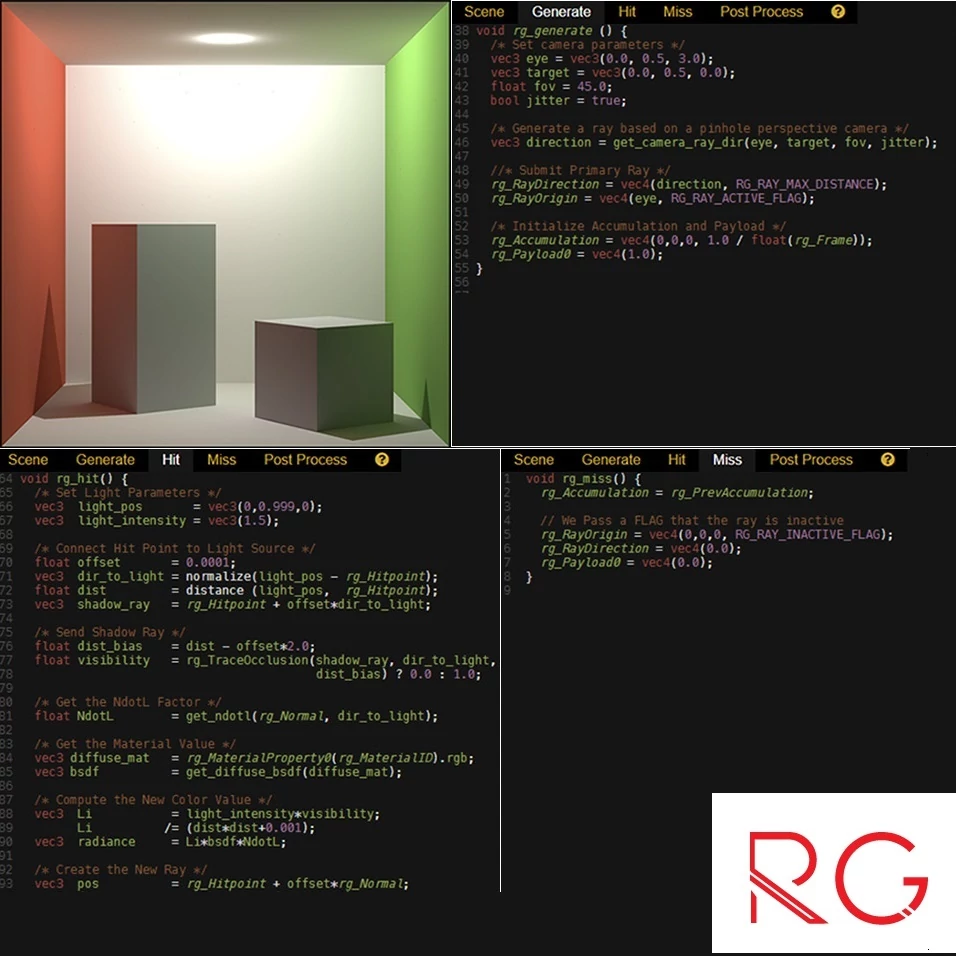 Scene Generate Hit Miss Post Process ?
38 void rg_generate () {
39 /* Set camera parameters */
40 vec3 eye = vec3(0.0, 0.5, 3.0);
41 vec3 target = vec3(0.0, 0.5, 0.0);
42 float fov = 45.0;
43 bool jitter = true;
44
45 /* Generate a ray based on a pinhole perspective camera */
46 vec3 direction = get_camera_ray_dir(eye, target, fov, jitter);
47
48 //* Submit Primary Ray */
49 rg_RayDirection = vec4(direction, RG_RAY_MAX_DISTANCE);
50 rg_RayOrigin = vec4(eye, RG_RAY_ACTIVE_FLAG);
51
52 /* Initialize Accumulation and Payload */
53 rg_Accumulation = vec4(0,0,0, 1.0 / float(rg_Frame));
54 rg_Payload0 = vec4(1.0);
55 }
56
Scene Generate Hit Miss Post Process ?
64 void rg_hit() {
65 /* Set Light Parameters */
66 vec3 light_pos = vec3(0,0.999,0);
67 vec3 light_intensity = vec3(1.5);
68
69 /* Connect Hit Point to Light Source */
70 float offset = 0.0001;
71 vec3 dir_to_light = normalize(light_pos - rg_Hitpoint);
72 float dist = distance (light_pos, rg_Hitpoint);
73 vec3 shadow_ray = rg_Hitpoint + offset*dir_to_light;
74
75 /* Send Shadow Ray */
76 float dist_bias = dist - offset*2.0;
77 float visibility = rg_TraceOcclusion(shadow_ray, dir_to_light,
78 dist_bias) ? 0.0 : 1.0;
79
80 /* Get the NdotL Factor */
81 float NdotL = get_ndotl(rg_Normal, dir_to_light);
82
83 /* Get the Material Value */
84 vec3 diffuse_mat = rg_MaterialProperty0(rg_MaterialID).rgb;
85 vec3 bsdf = get_diffuse_bsdf(diffuse_mat);
86
87 /* Compute the New Color Value */
88 vec3 Li = light_intensity*visibility;
89 Li /= (dist*dist+0.001);
90 vec3 radiance = Li*bsdf*NdotL;
91
92 /* Create the New Ray */
93 vec3 pos = rg_Hitpoint + offset*rg_Normal;
Scene Generate Hit Miss Post Process ?
1 void rg_miss() {
2 rg_Accumulation = rg_PrevAccumulation;
3
4 // We Pass a FLAG that the ray is inactive
5 rg_RayOrigin = vec4(0,0,0, RG_RAY_INACTIVE_FLAG);
6 rg_RayDirection = vec4(0.0);
7 rg_Payload0 = vec4(0.0);
8 }
9
RG